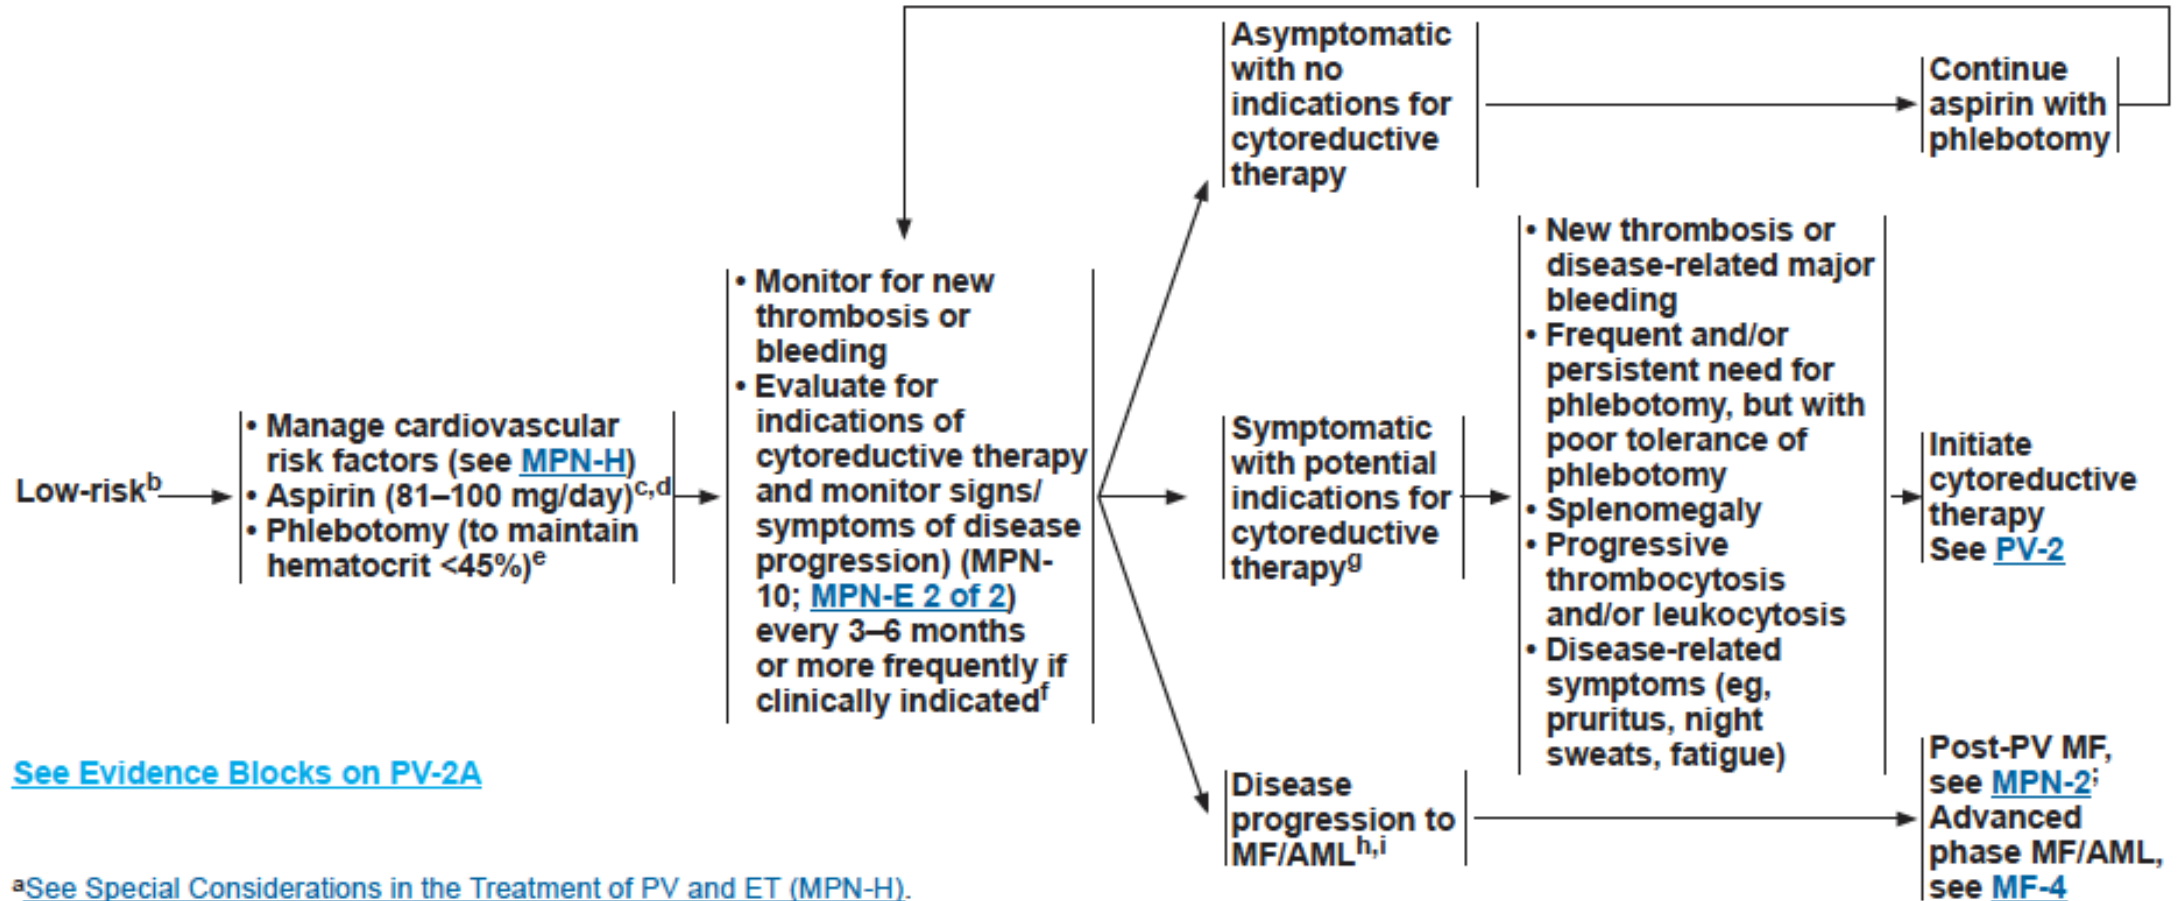 Low-riskᵇ
• Manage cardiovascular
risk factors (see MPN-H)
• Aspirin (81–100 mg/day)ᶜ,ᵈ
• Phlebotomy (to maintain
hematocrit <45%)ᵉ
• Monitor for new
thrombosis or
bleeding
• Evaluate for
indications of
cytoreductive therapy
and monitor signs/
symptoms of disease
progression) (MPN-
10; MPN-E 2 of 2)
every 3–6 months
or more frequently if
clinically indicatedᶠ
Asymptomatic
with no
indications for
cytoreductive
therapy
Continue
aspirin with
phlebotomy
Symptomatic
with potential
indications for
cytoreductive
therapyᵍ
• New thrombosis or
disease-related major
bleeding
• Frequent and/or
persistent need for
phlebotomy, but with
poor tolerance of
phlebotomy
• Splenomegaly
• Progressive
thrombocytosis
and/or leukocytosis
• Disease-related
symptoms (eg,
pruritus, night
sweats, fatigue)
Initiate
cytoreductive
therapy
See PV-2
Disease
progression to
MF/AMLʰ,ⁱ
Post-PV MF,
see MPN-2;
Advanced
phase MF/AML,
see MF-4
See Evidence Blocks on PV-2A
ᵃSee Special Considerations in the Treatment of PV and ET (MPN-H).